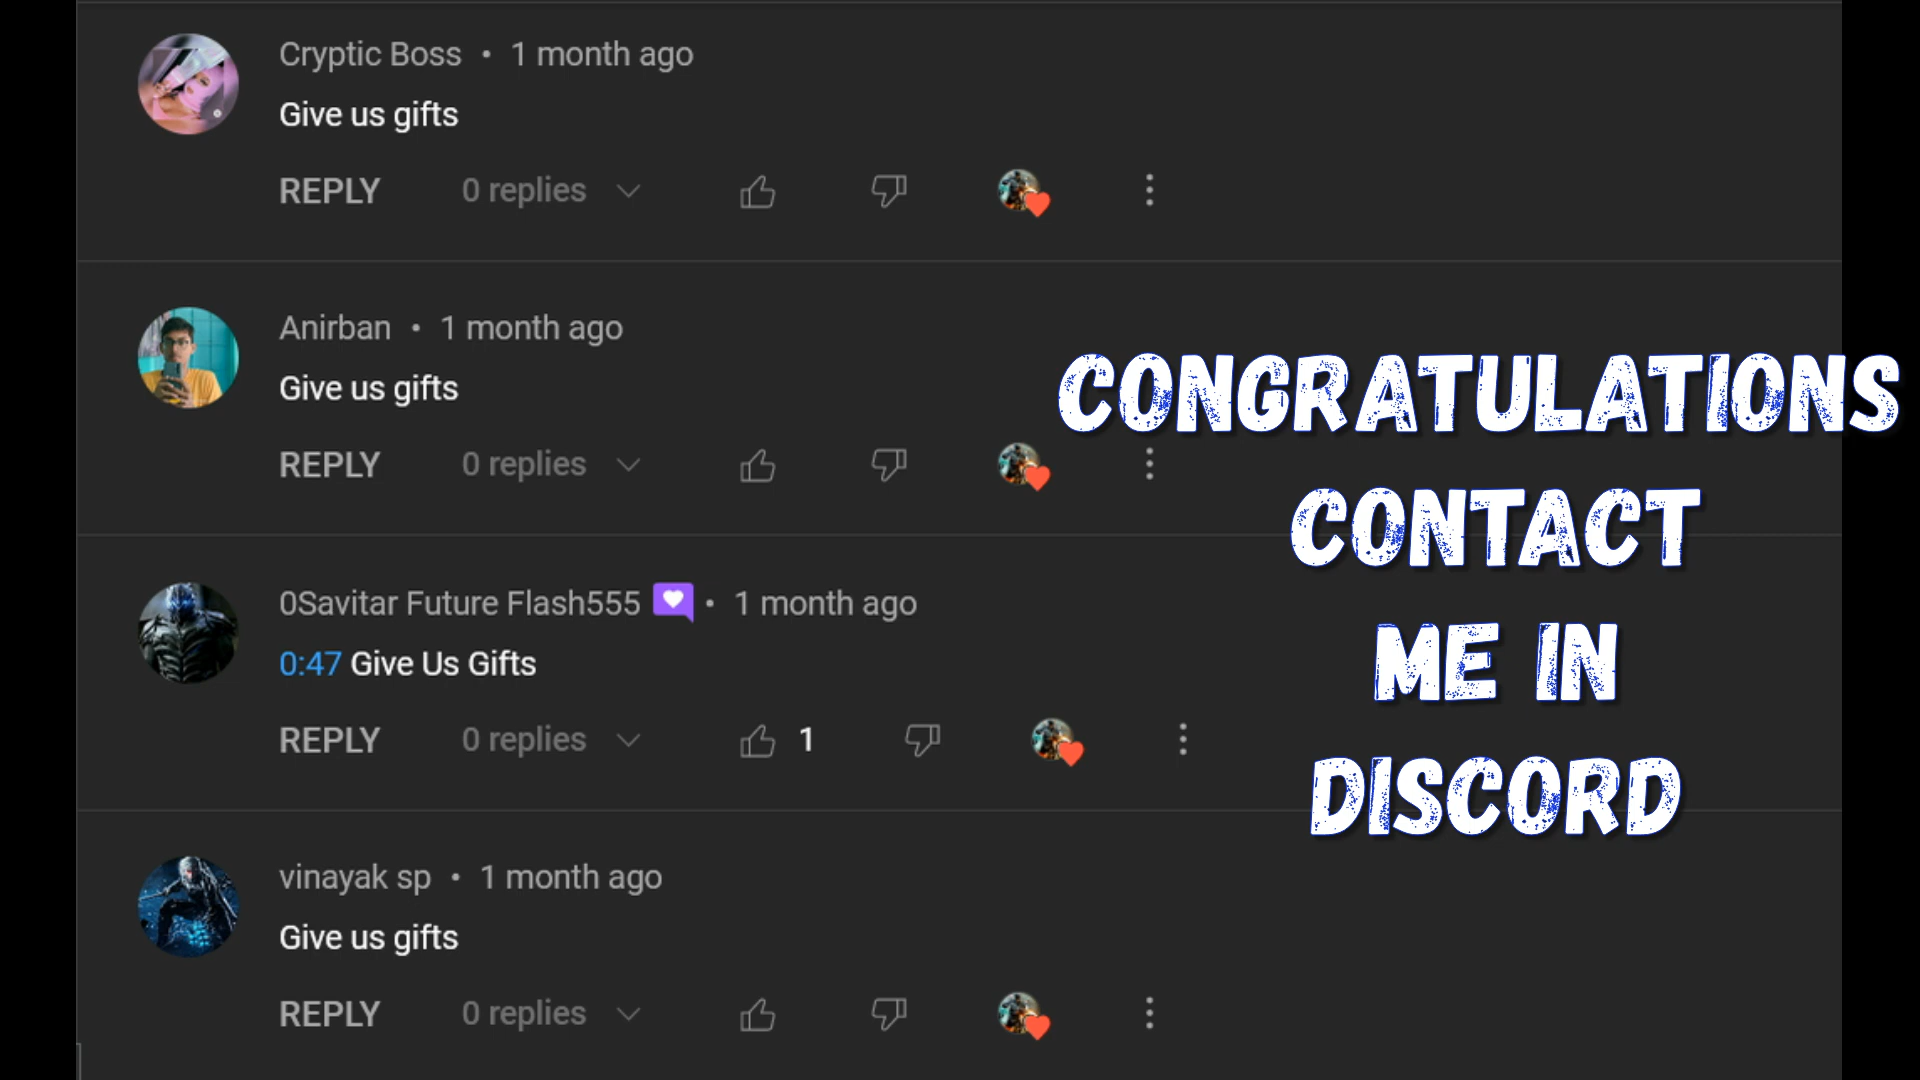 Cryptic Boss • 1 month ago
Give us gifts
REPLY 0 replies
Anirban • 1 month ago
Give us gifts
REPLY 0 replies
0Savitar Future Flash555 • 1 month ago
0:47 Give Us Gifts
REPLY 0 replies 1
vinayak sp • 1 month ago
Give us gifts
REPLY 0 replies
CONGRATULATIONS
CONTACT
ME IN
DISCORD